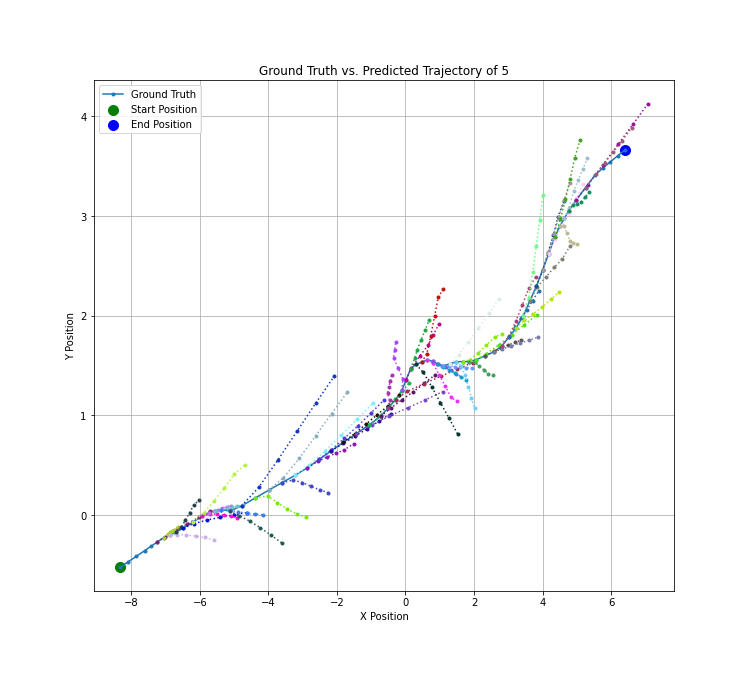 Ground Truth vs. Predicted Trajectory of 5
Ground Truth
Start Position
End Position
4
3
2
1
0
Y Position
−8 −6 −4 −2 0 2 4 6
X Position